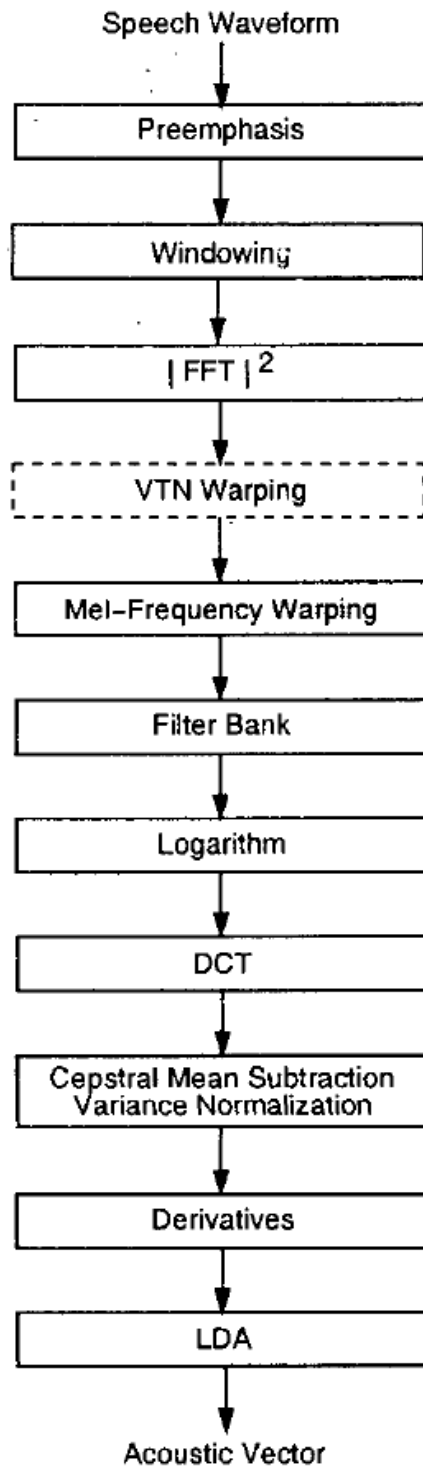 Speech Waveform
Preemphasis
Windowing
| FFT | 2
VTN Warping
Mel-Frequency Warping
Filter Bank
Logarithm
DCT
Cepstral Mean Subtraction
Variance Normalization
Derivatives
LDA
Acoustic Vector